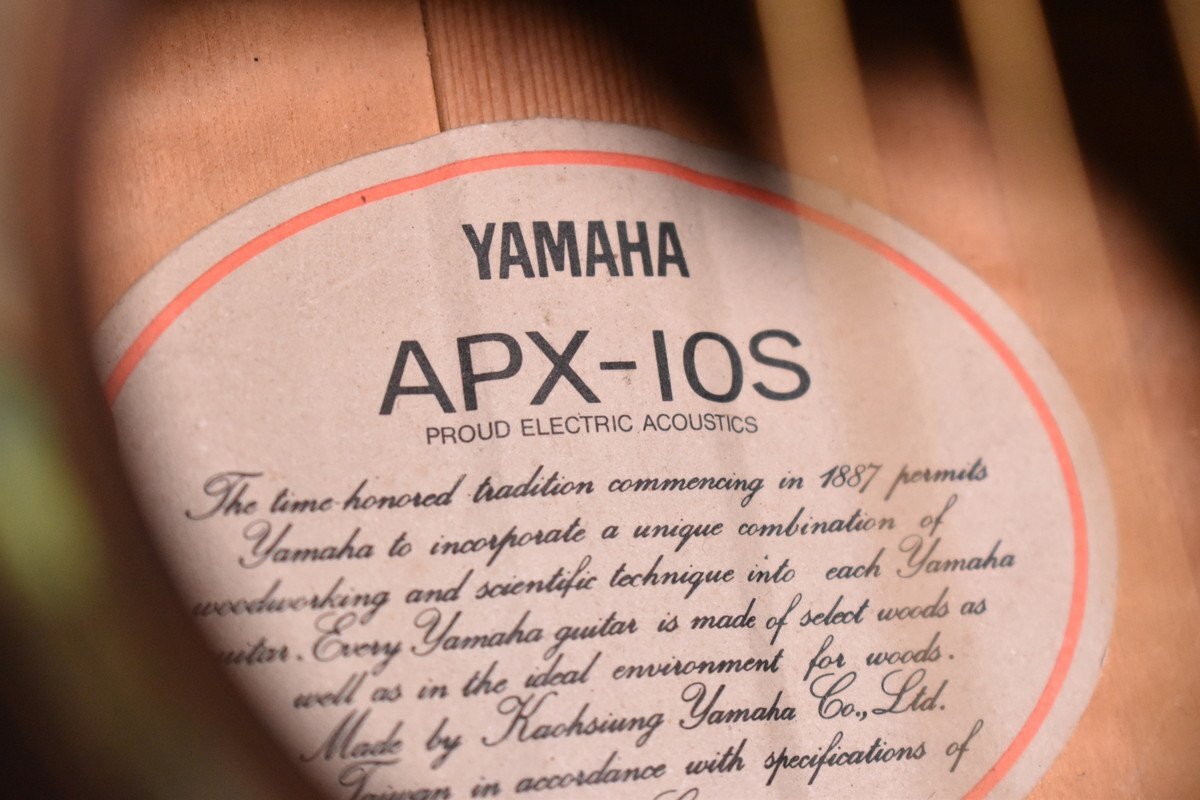 YAMAHA
APX-10S
PROUD ELECTRIC ACOUSTICS
The time-honored tradition commencing in 1887 permits
Yamaha to incorporate a unique combination of
woodworking and scientific technique into each Yamaha
guitar. Every Yamaha guitar is made of select woods as
well as in the ideal environment for woods.
Made by Kaohsiung Yamaha Co., Ltd.
Taiwan in accordance with specifications of